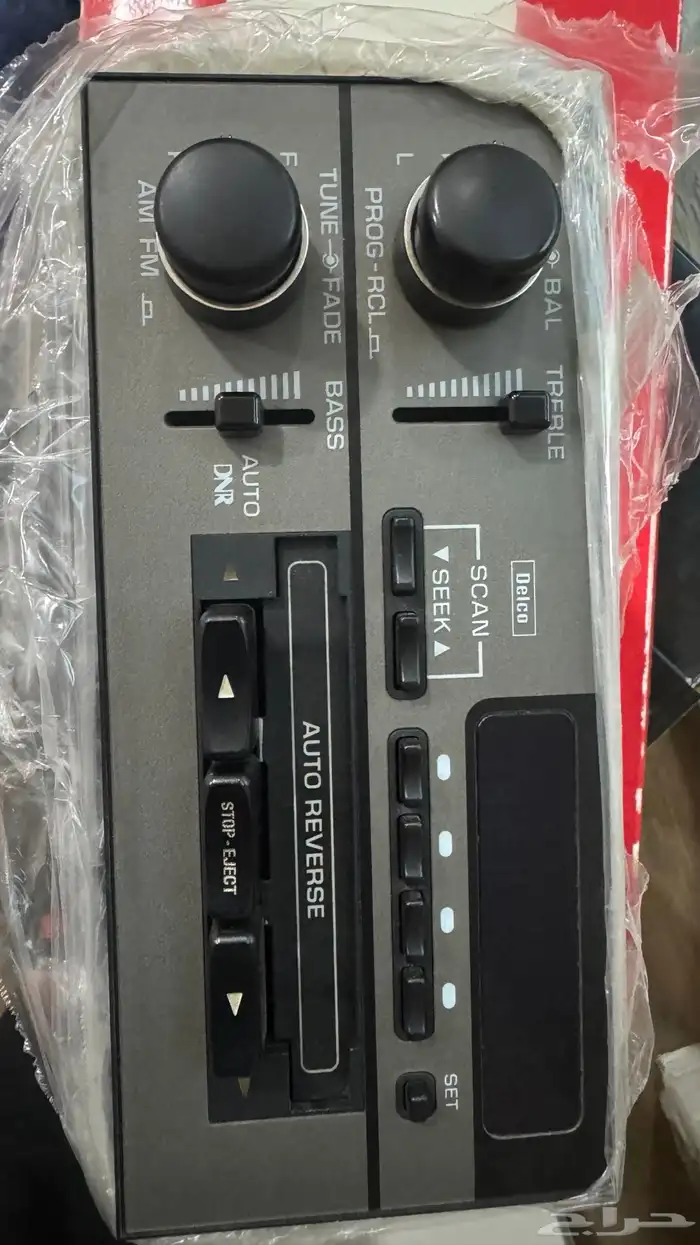 L
BAL
PROG-RCL
TREBLE
Delco
SCAN
▼SEEK▲
SET
F
TUNE FADE
AM FM
BASS
AUTO
DNR
AUTO REVERSE
STOP-EJECT
حراج